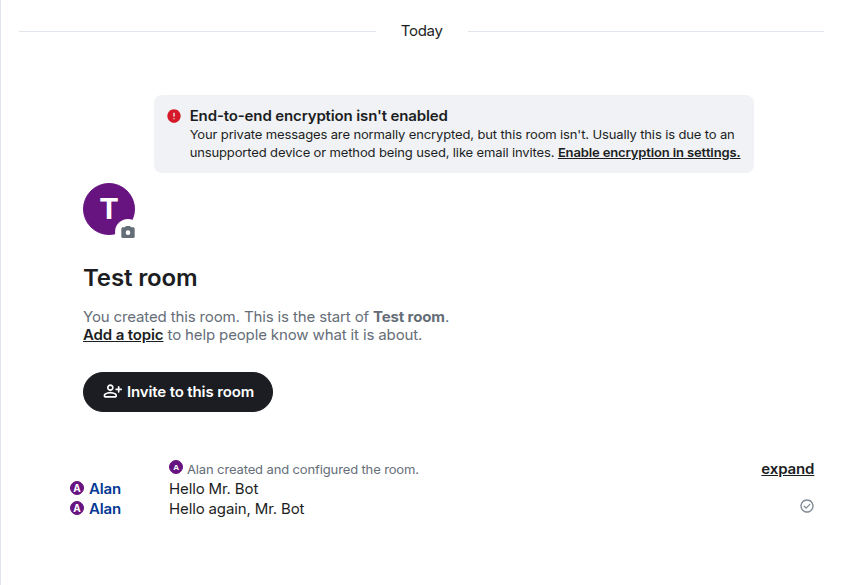 Today
End-to-end encryption isn't enabled
Your private messages are normally encrypted, but this room isn't. Usually this is due to an
unsupported device or method being used, like email invites. Enable encryption in settings.
T
Test room
You created this room. This is the start of Test room.
Add a topic to help people know what it is about.
Invite to this room
A Alan created and configured the room. expand
A Alan Hello Mr. Bot
A Alan Hello again, Mr. Bot